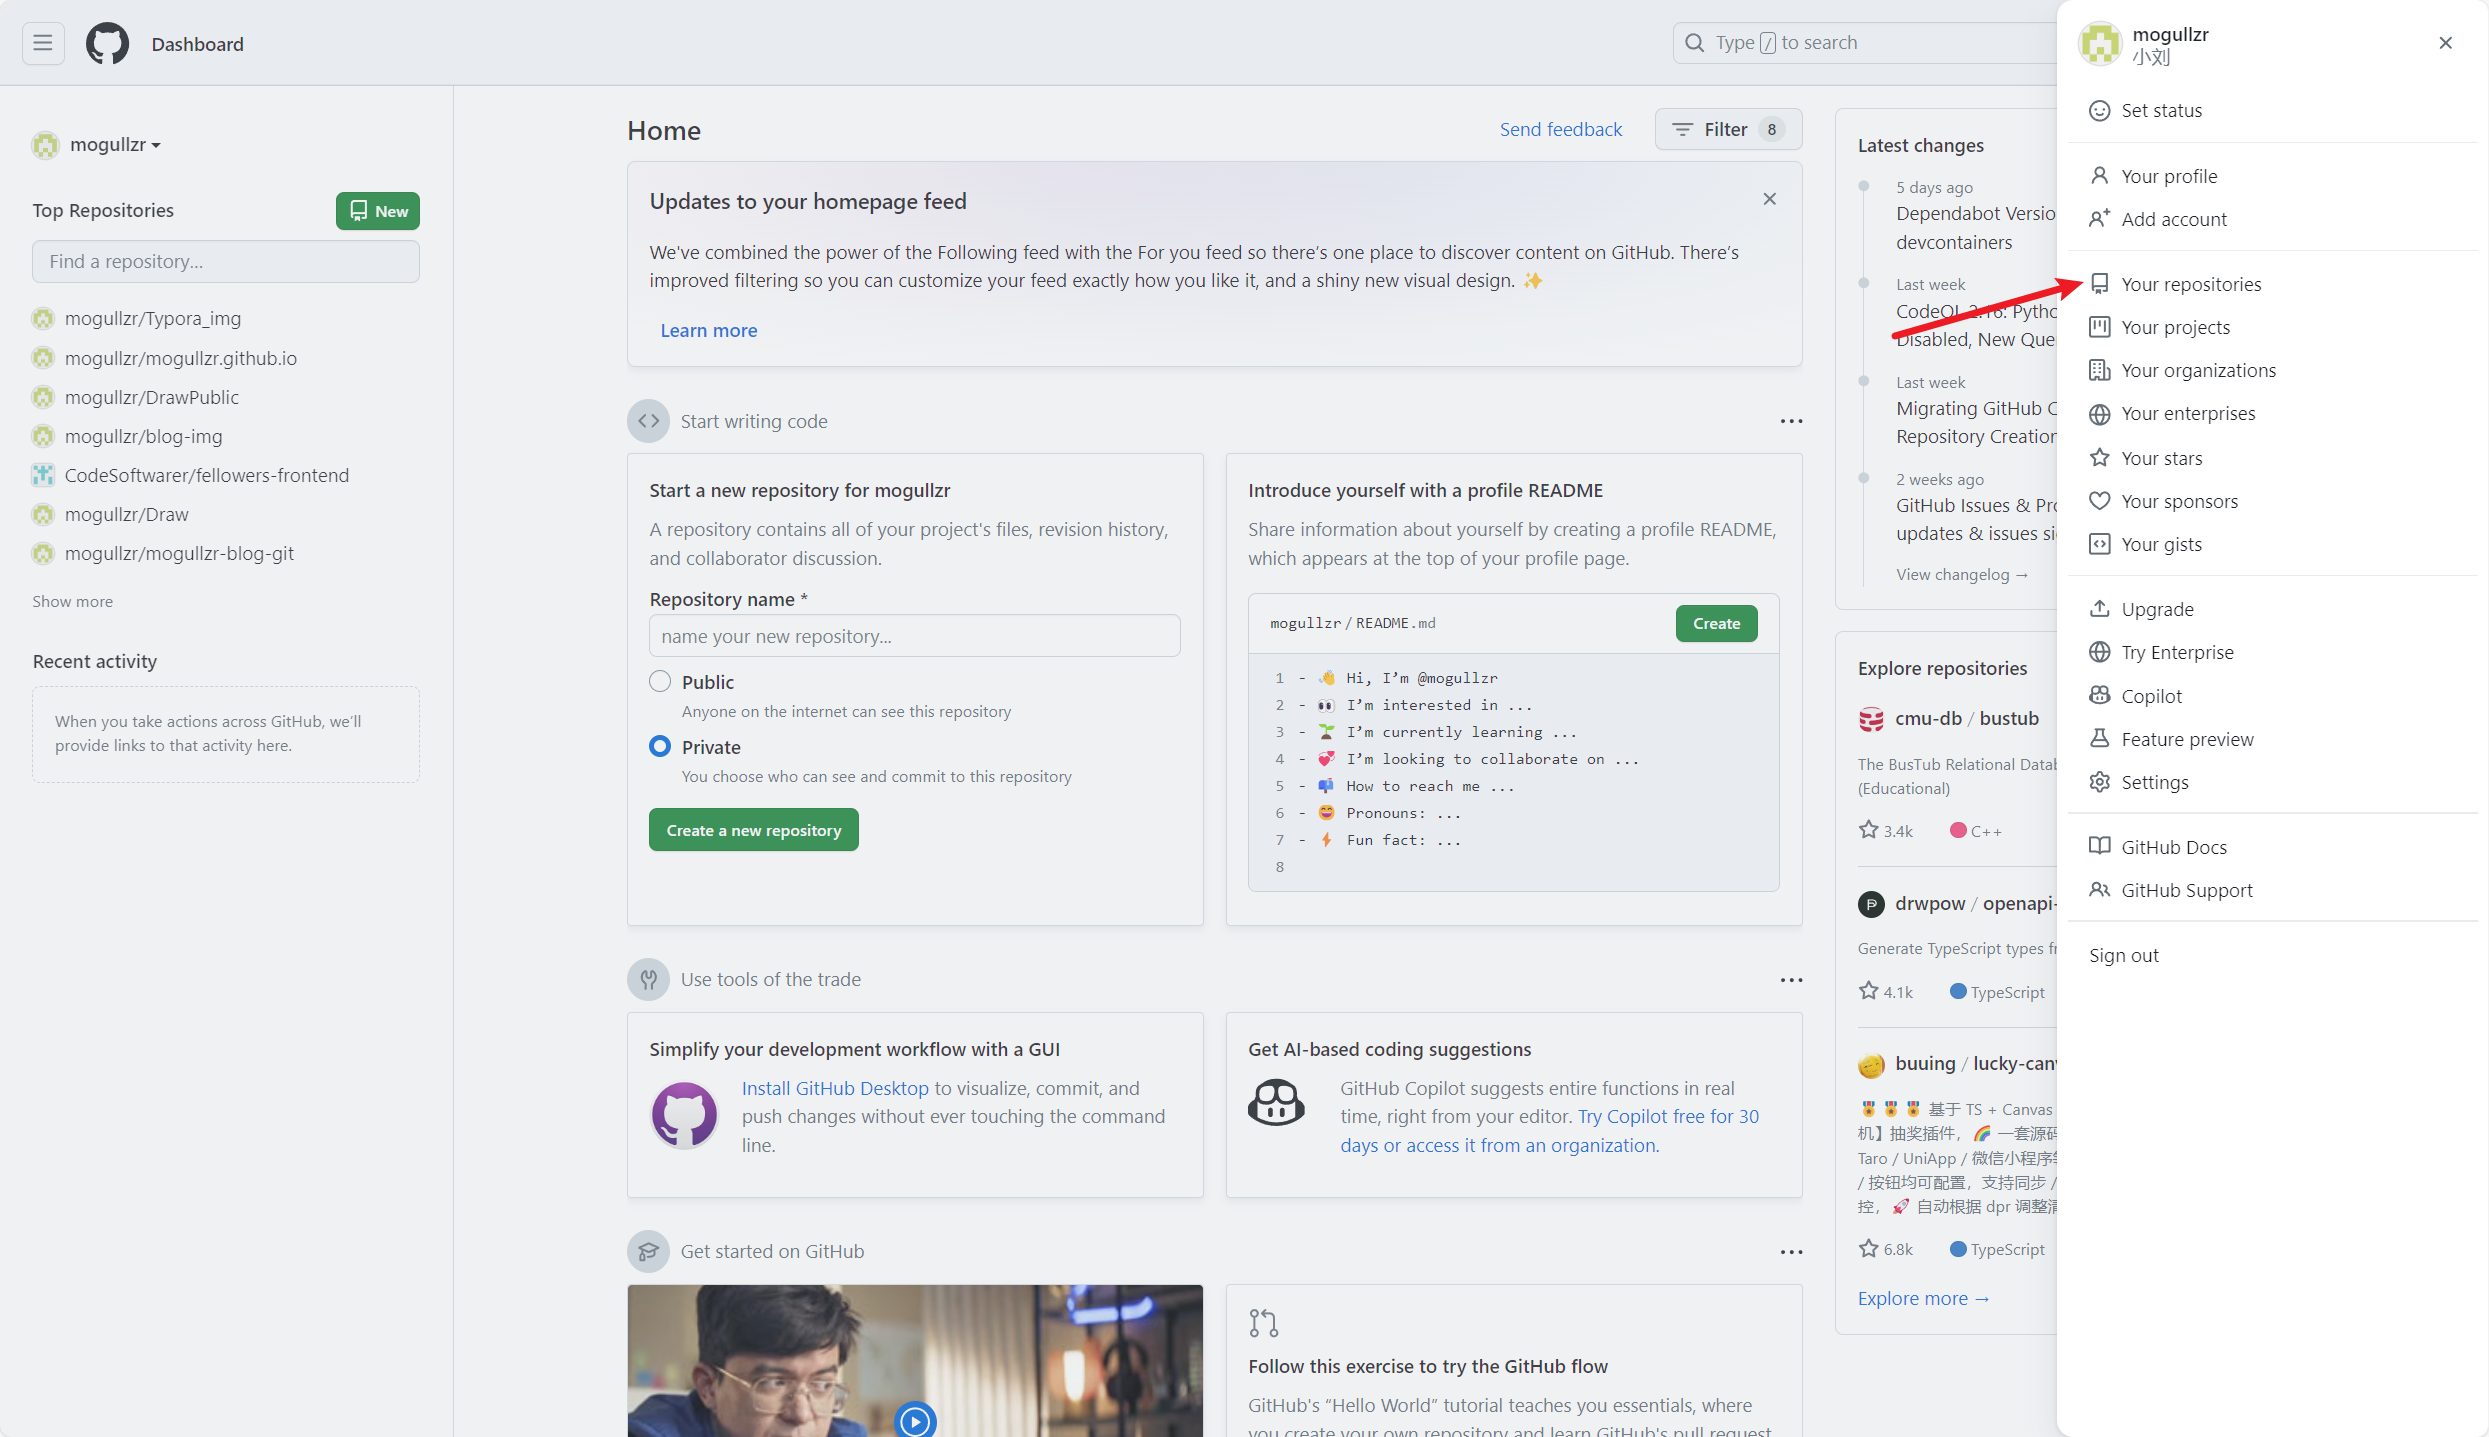 Dashboard
Type / to search
mogullzr
Top Repositories
New
Find a repository...
mogullzr/Typora_img
mogullzr/mogullzr.github.io
mogullzr/DrawPublic
mogullzr/blog-img
CodeSoftwarer/fellowers-frontend
mogullzr/Draw
mogullzr/mogullzr-blog-git
Show more
Recent activity
When you take actions across GitHub, we'll
provide links to that activity here.
Home
Send feedback
Filter 8
Updates to your homepage feed
We've combined the power of the Following feed with the For you feed so there's one place to discover content on GitHub. There's
improved filtering so you can customize your feed exactly how you like it, and a shiny new visual design. ✨
Learn more
Start writing code
Start a new repository for mogullzr
A repository contains all of your project's files, revision history,
and collaborator discussion.
Repository name *
name your new repository...
Public
Anyone on the internet can see this repository
Private
You choose who can see and commit to this repository
Create a new repository
Introduce yourself with a profile README
Share information about yourself by creating a profile README,
which appears at the top of your profile page.
mogullzr / README.md
Create
1 - 👋 Hi, I’m @mogullzr
2 - 👀 I’m interested in ...
3 - 🌱 I’m currently learning ...
4 - 💞️ I’m looking to collaborate on ...
5 - 📫 How to reach me ...
6 - 😄 Pronouns: ...
7 - ⚡ Fun fact: ...
8
Use tools of the trade
Simplify your development workflow with a GUI
Install GitHub Desktop to visualize, commit, and
push changes without ever touching the command
line.
Get AI-based coding suggestions
GitHub Copilot suggests entire functions in real
time, right from your editor. Try Copilot free for 30
days or access it from an organization.
Get started on GitHub
Follow this exercise to try the GitHub flow
GitHub's “Hello World” tutorial teaches you essentials, where
you create your own repository and learn GitHub's pull request
Latest changes
5 days ago
Dependabot Versio
devcontainers
Last week
CodeQL 2.16: Pytho
Disabled, New Que
Last week
Migrating GitHub C
Repository Creation
2 weeks ago
GitHub Issues & Pro
updates & issues si
View changelog →
Explore repositories
cmu-db / bustub
The BusTub Relational Datab
(Educational)
3.4k C++
drwpow / openapi-
Generate TypeScript types f
4.1k TypeScript
buuing / lucky-can
🏅 🏅 🏅 基于 TS + Canvas
机】抽奖插件，🌈 一套源码
Taro / UniApp / 微信小程序
/ 按钮均可配置，支持同步 /
控，🚀 自动根据 dpr 调整清
6.8k TypeScript
Explore more →
mogullzr
小刘
Set status
Your profile
Add account
Your repositories
Your projects
Your organizations
Your enterprises
Your stars
Your sponsors
Your gists
Upgrade
Try Enterprise
Copilot
Feature preview
Settings
GitHub Docs
GitHub Support
Sign out